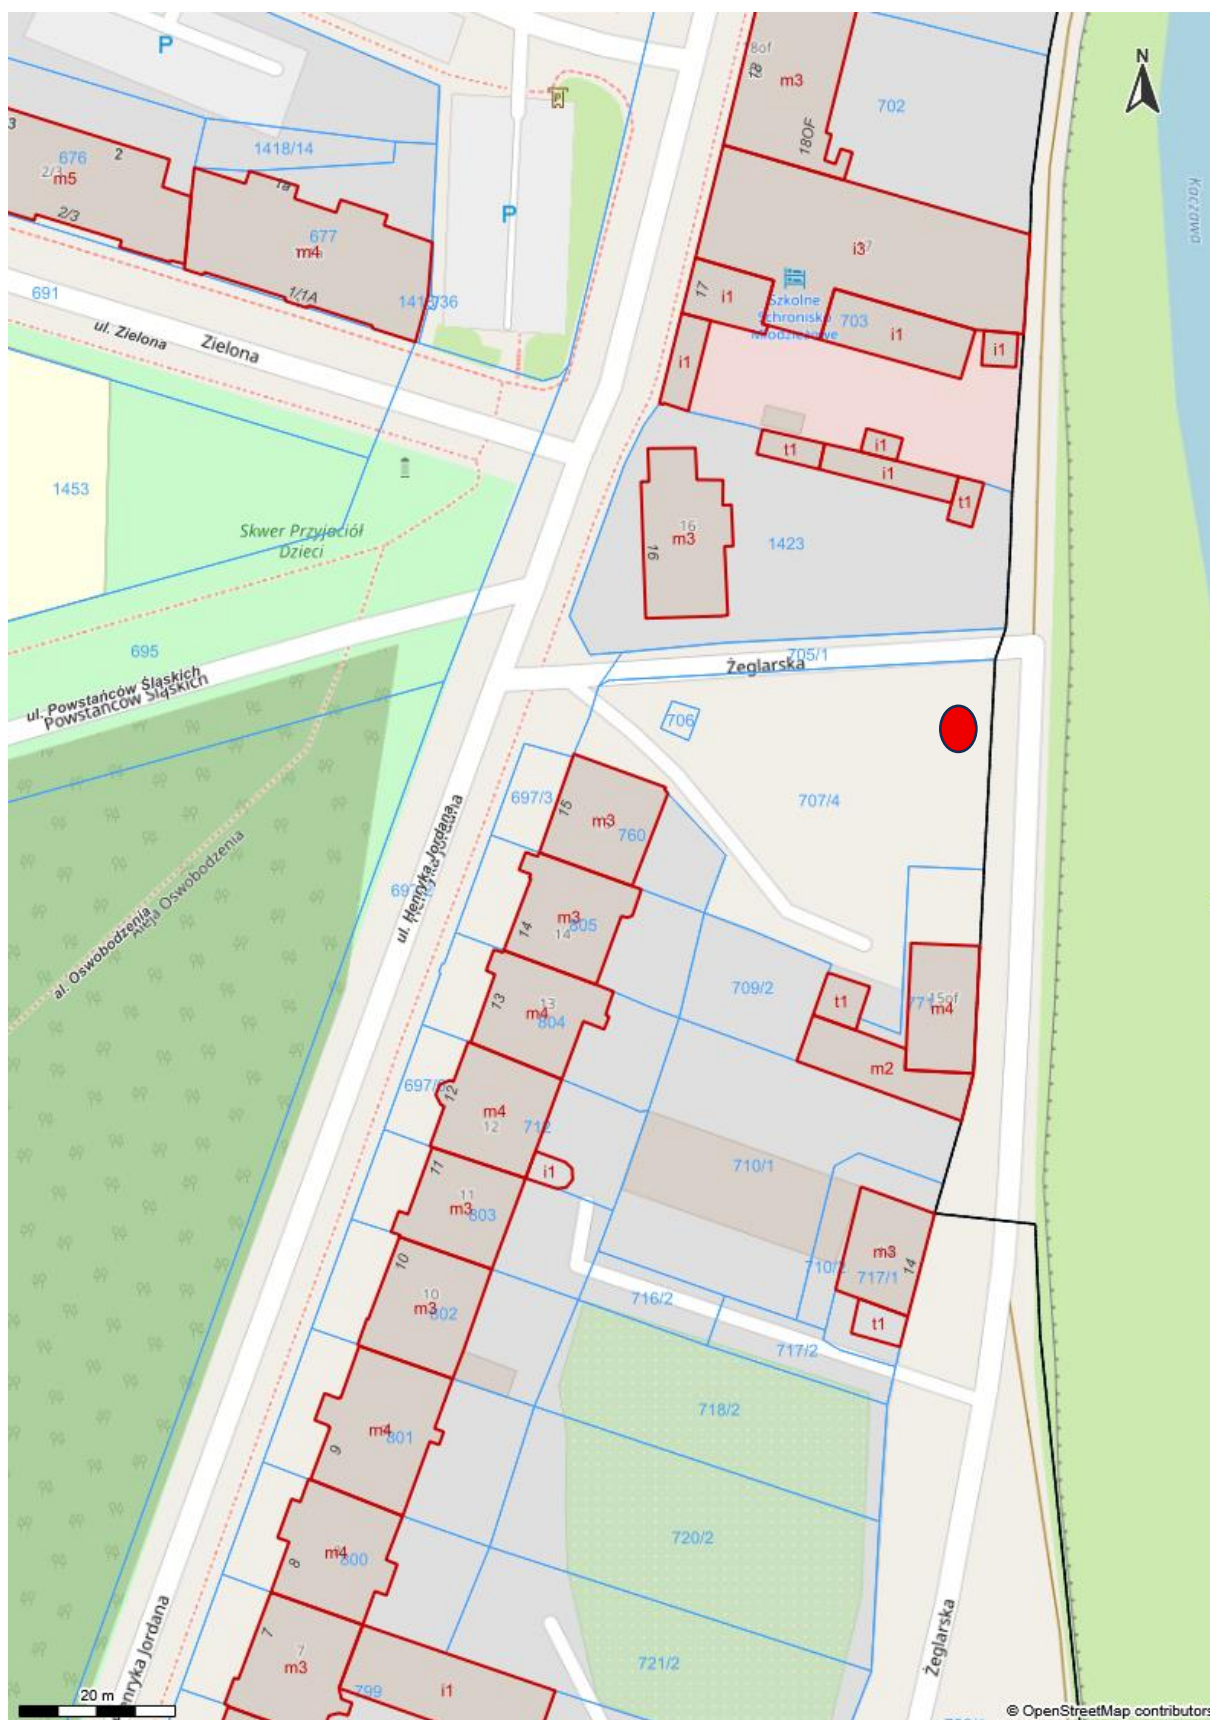 P
18of
18
m3
702
N
18OF
1418/14
3
676
2/3
m5
2
2/3
1a
677
m4
1/1A
P
Kaczawa
i3
17
i1
Szkolne
Schronisko
Młodzieżowe
703
i1
i1
i1
691
ul. Zielona
Zielona
t1
i1
i1
t1
1453
Skwer Przyjaciół
Dzieci
16
16
m3
1423
695
ul. Powstańców Śląskich
Powstańców Śląskich
705/1
Żeglarska
706
707/4
697/3
15
m3
760
ul. Henryka Jordana
Aleja Oswobodzenia
al. Oswobodzenia
14
m3
14
805
13
13
m4
804
709/2
t1
15of
m4
m2
12
m4
12
712
710/1
i1
11
11
m3
803
m3
14
710/2
717/1
10
10
m3
802
716/2
t1
717/2
9
m4
801
718/2
8
m4
800
720/2
7
7
m3
799
i1
721/2
Henryka Jordana
Żeglarska
20 m
© OpenStreetMap contributors